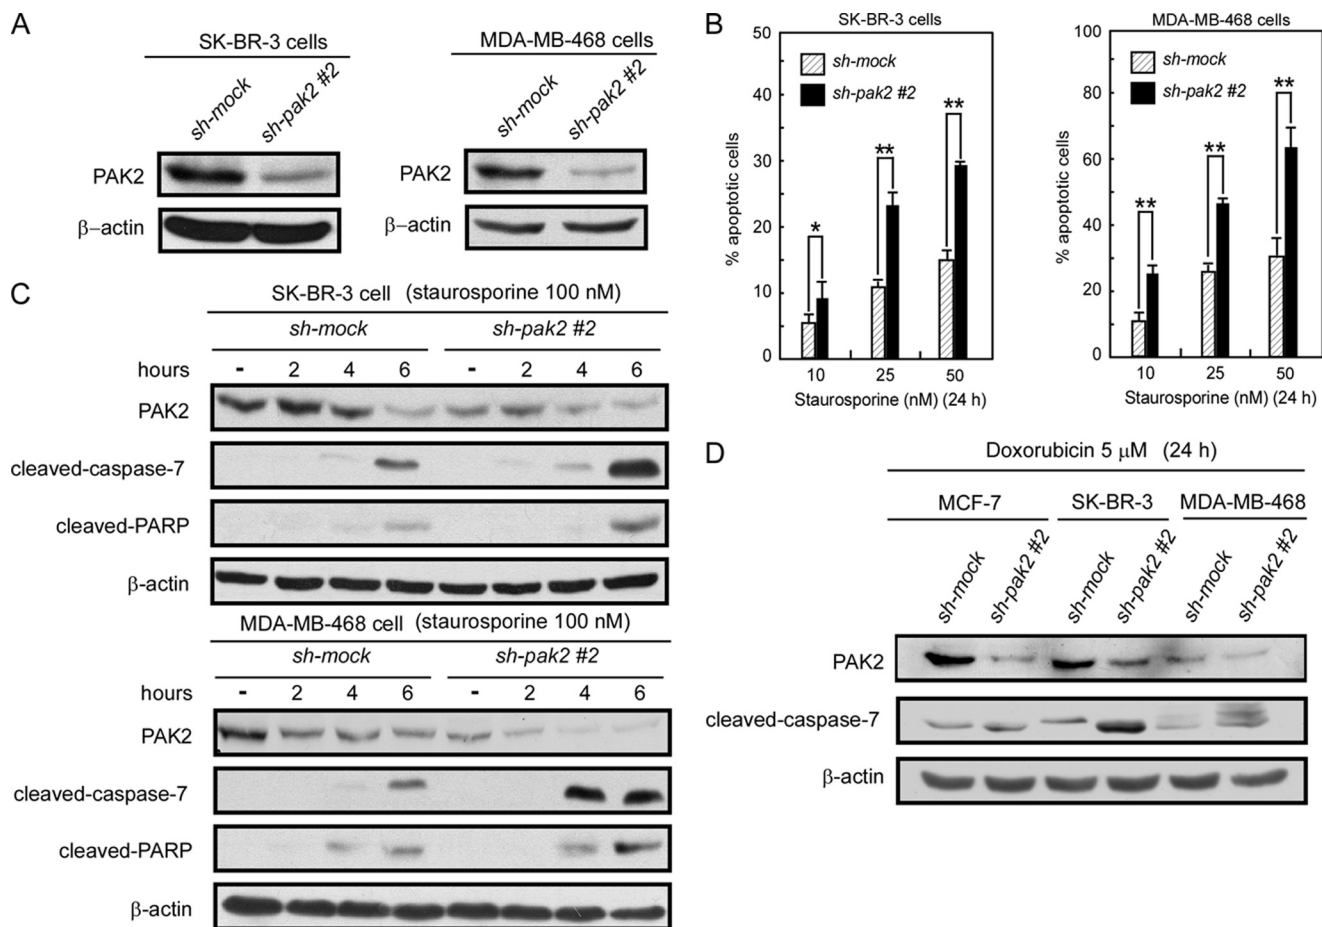 A
SK-BR-3 cells
sh-mock
sh-pak2 #2
PAK2
β–actin
MDA-MB-468 cells
sh-mock
sh-pak2 #2
PAK2
β–actin
B
SK-BR-3 cells
sh-mock
sh-pak2 #2
% apoptotic cells
50
40
30
20
10
0
*
**
**
10 25 50
Staurosporine (nM) (24 h)
MDA-MB-468 cells
sh-mock
sh-pak2 #2
% apoptotic cells
100
80
60
40
20
0
**
**
**
10 25 50
Staurosporine (nM) (24 h)
C
SK-BR-3 cell (staurosporine 100 nM)
sh-mock sh-pak2 #2
hours - 2 4 6 - 2 4 6
PAK2
cleaved-caspase-7
cleaved-PARP
β-actin
MDA-MB-468 cell (staurosporine 100 nM)
sh-mock sh-pak2 #2
hours - 2 4 6 - 2 4 6
PAK2
cleaved-caspase-7
cleaved-PARP
β-actin
D
Doxorubicin 5 μM (24 h)
MCF-7 SK-BR-3 MDA-MB-468
sh-mock sh-pak2 #2 sh-mock sh-pak2 #2 sh-mock sh-pak2 #2
PAK2
cleaved-caspase-7
β-actin